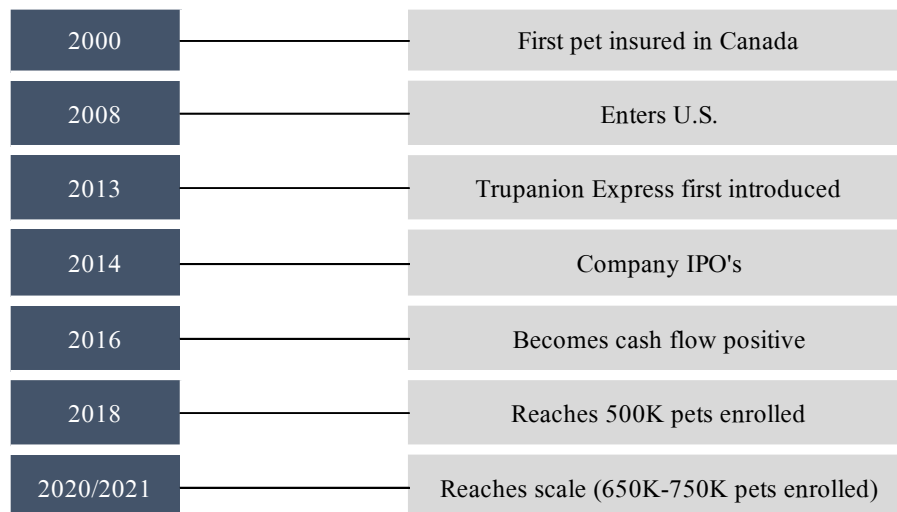 2000 First pet insured in Canada
2008 Enters U.S.
2013 Trupanion Express first introduced
2014 Company IPO's
2016 Becomes cash flow positive
2018 Reaches 500K pets enrolled
2020/2021 Reaches scale (650K-750K pets enrolled)